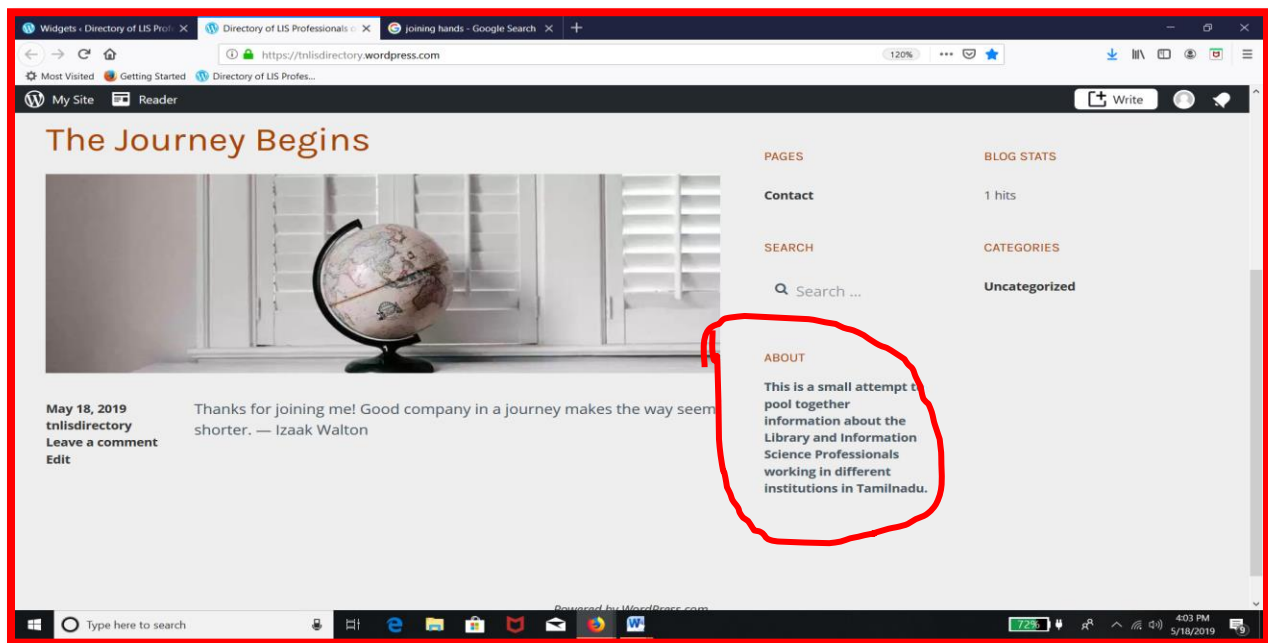 Widgets ‹ Directory of LIS Prof
Directory of LIS Professionals o
joining hands - Google Search
https://tnlisdirectory.wordpress.com
120%
Most Visited
Getting Started
Directory of LIS Profes...
My Site
Reader
Write
The Journey Begins
May 18, 2019
tnlisdirectory
Leave a comment
Edit
Thanks for joining me! Good company in a journey makes the way seem
shorter. — Izaak Walton
PAGES
Contact
SEARCH
Search ...
ABOUT
This is a small attempt to
pool together
information about the
Library and Information
Science Professionals
working in different
institutions in Tamilnadu.
BLOG STATS
1 hits
CATEGORIES
Uncategorized
Powered by WordPress.com
Type here to search
72%
4:03 PM
5/18/2019
9